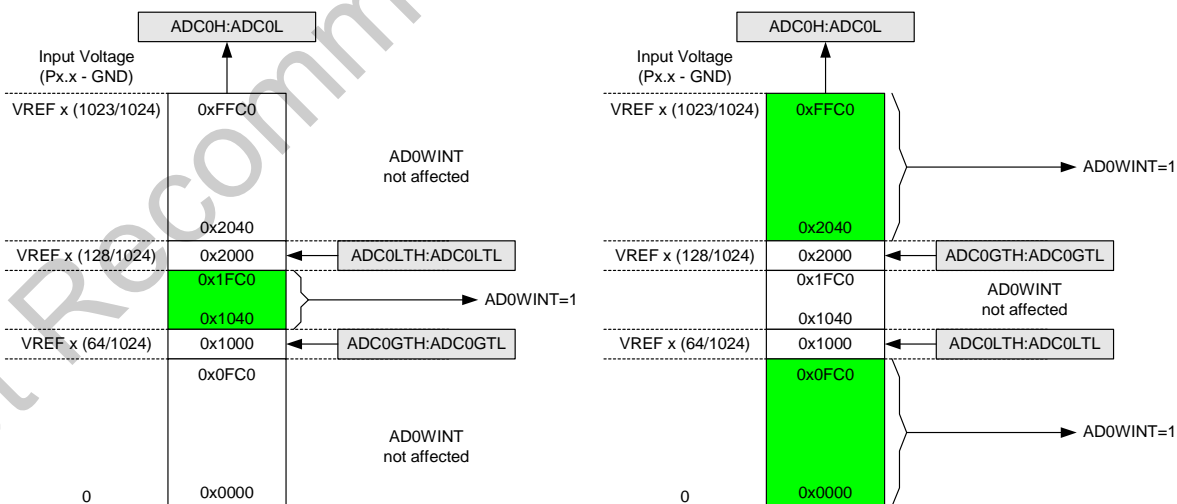 ADC0H:ADC0L
Input Voltage
(Px.x - GND)
VREF x (1023/1024)
0xFFC0
AD0WINT
not affected
0x2040
VREF x (128/1024)
0x2000
ADC0LTH:ADC0LTL
0x1FC0
AD0WINT=1
0x1040
VREF x (64/1024)
0x1000
ADC0GTH:ADC0GTL
0x0FC0
AD0WINT
not affected
0
0x0000
ADC0H:ADC0L
Input Voltage
(Px.x - GND)
VREF x (1023/1024)
0xFFC0
AD0WINT=1
0x2040
VREF x (128/1024)
0x2000
ADC0GTH:ADC0GTL
0x1FC0
AD0WINT
not affected
0x1040
VREF x (64/1024)
0x1000
ADC0LTH:ADC0LTL
0x0FC0
AD0WINT=1
0
0x0000
Recomm